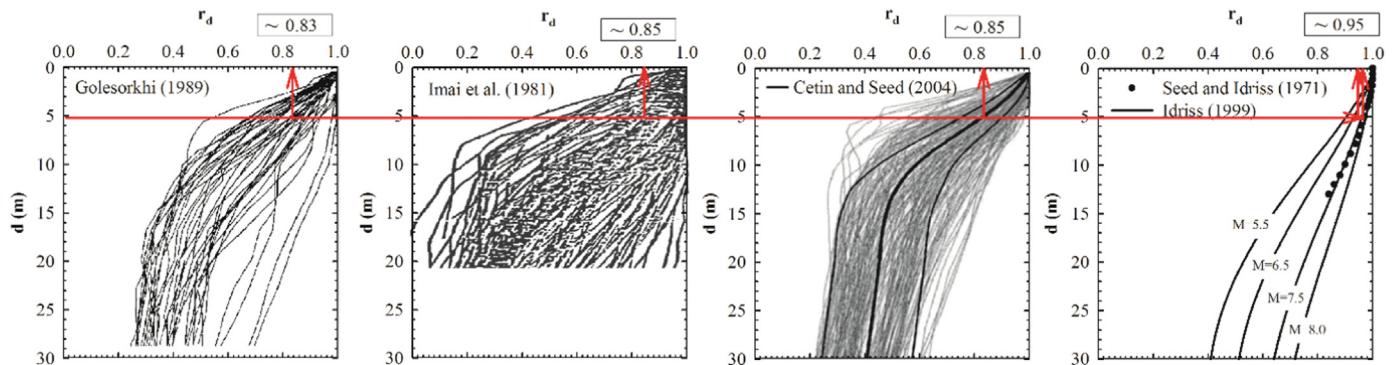 r_d
~ 0.83
0.0 0.2 0.4 0.6 0.8 1.0
0
5
10
15
20
25
30
d (m)
Golesorkhi (1989)
r_d
~ 0.85
0.0 0.2 0.4 0.6 0.8 1.0
0
5
10
15
20
25
30
d (m)
Imai et al. (1981)
r_d
~ 0.85
0.0 0.2 0.4 0.6 0.8 1.0
0
5
10
15
20
25
30
d (m)
Cetin and Seed (2004)
r_d
~ 0.95
0.0 0.2 0.4 0.6 0.8 1.0
0
5
10
15
20
25
30
d (m)
Seed and Idriss (1971)
Idriss (1999)
M 5.5
M=6.5
M=7.5
M 8.0